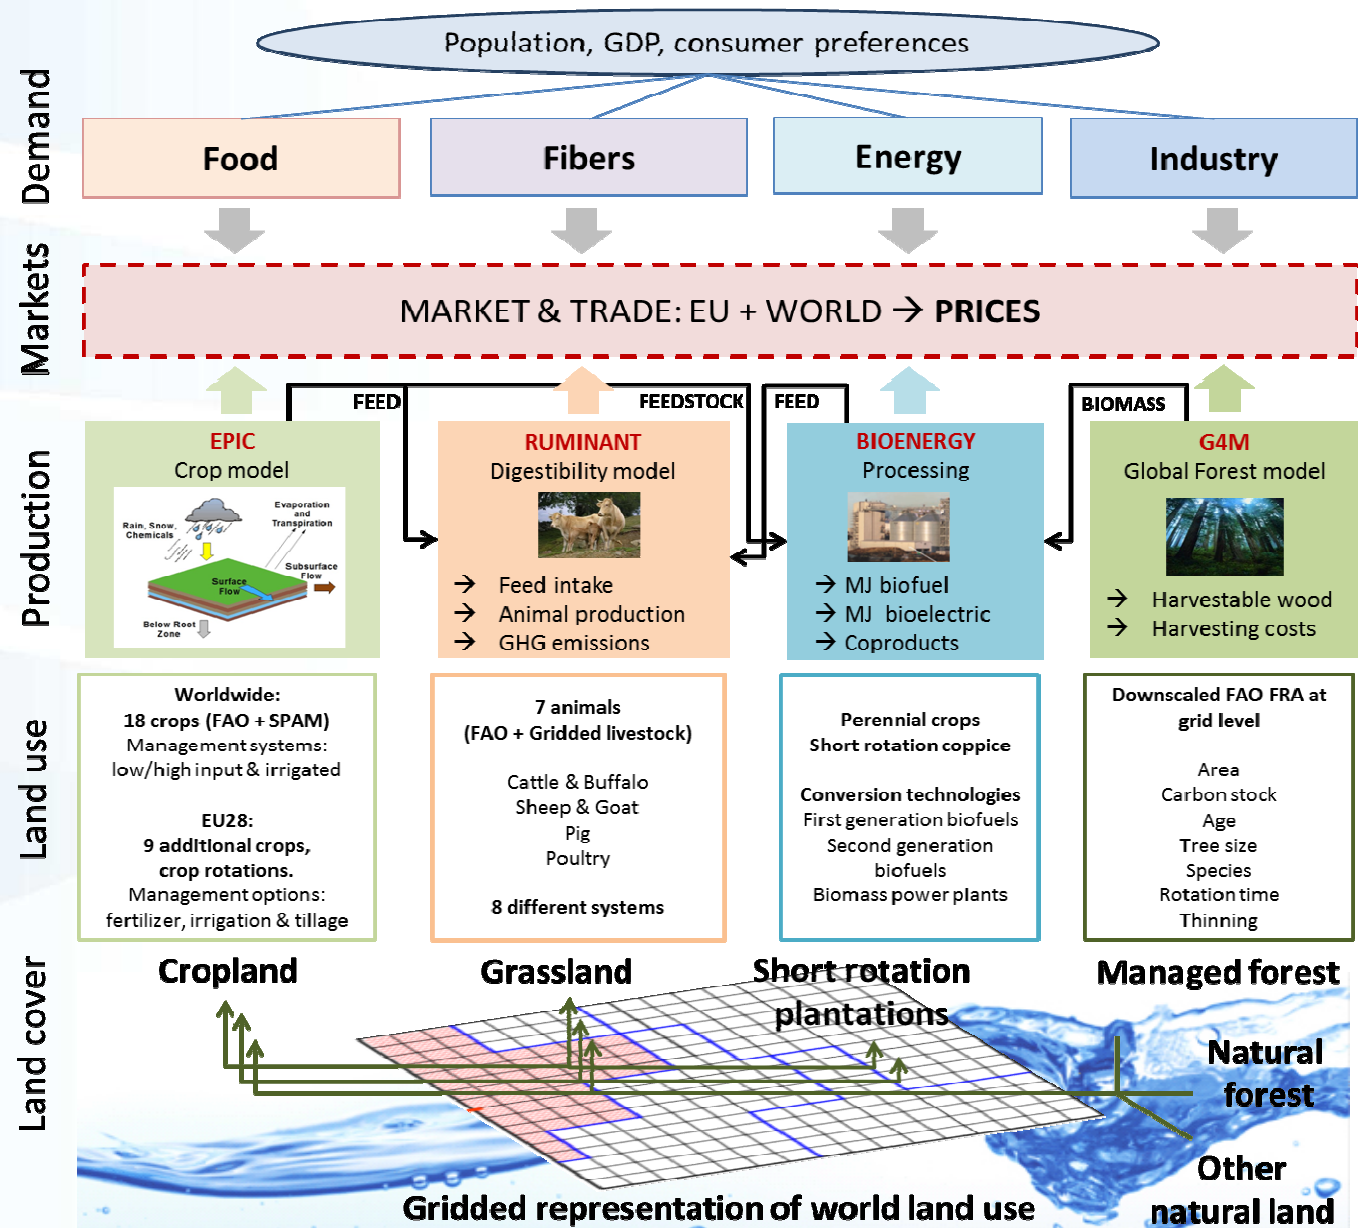 Population, GDP, consumer preferences
Demand
Food
Fibers
Energy
Industry
Markets
MARKET & TRADE: EU + WORLD → PRICES
FEED
FEEDSTOCK
FEED
BIOMASS
Production
EPIC
Crop model
Rain, Snow,
Chemicals
Evaporation
and
Transpiration
Subsurface
Flow
Surface
Flow
Below Root
Zone
RUMINANT
Digestibility model
→ Feed intake
→ Animal production
→ GHG emissions
BIOENERGY
Processing
→ MJ biofuel
→ MJ bioelectric
→ Coproducts
G4M
Global Forest model
→ Harvestable wood
→ Harvesting costs
Land use
Worldwide:
18 crops (FAO + SPAM)
Management systems:
low/high input & irrigated
EU28:
9 additional crops,
crop rotations.
Management options:
fertilizer, irrigation & tillage
7 animals
(FAO + Gridded livestock)
Cattle & Buffalo
Sheep & Goat
Pig
Poultry
8 different systems
Perennial crops
Short rotation coppice
Conversion technologies
First generation biofuels
Second generation
biofuels
Biomass power plants
Downscaled FAO FRA at
grid level
Area
Carbon stock
Age
Tree size
Species
Rotation time
Thinning
Land cover
Cropland
Grassland
Short rotation
plantations
Managed forest
Natural
forest
Other
natural land
Gridded representation of world land use